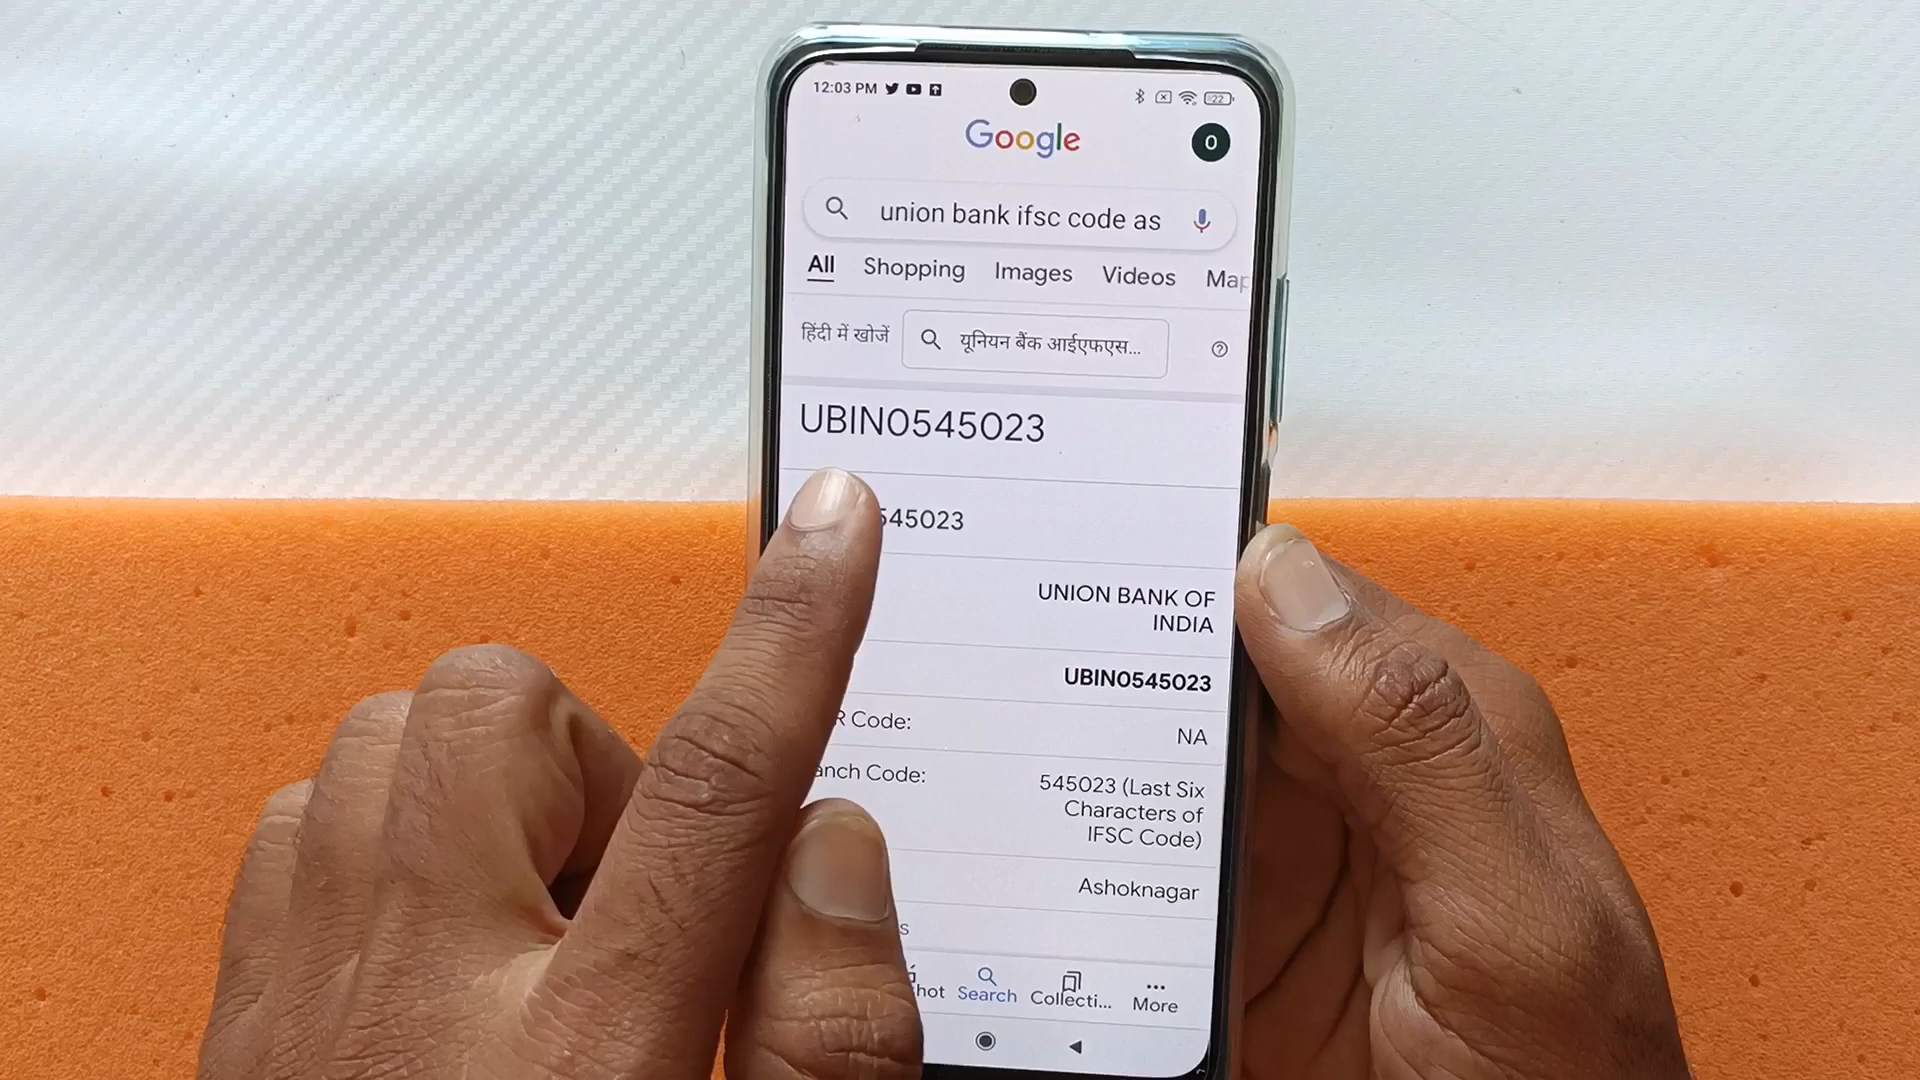 12:03 PM
22
Google
O
union bank ifsc code as
All Shopping Images Videos Map
हिंदी में खोजें यूनियन बैंक आईएफएस...
UBIN0545023
545023
UNION BANK OF
INDIA
UBIN0545023
R Code: NA
anch Code: 545023 (Last Six
Characters of
IFSC Code)
Ashoknagar
s
hot Search Collecti... More